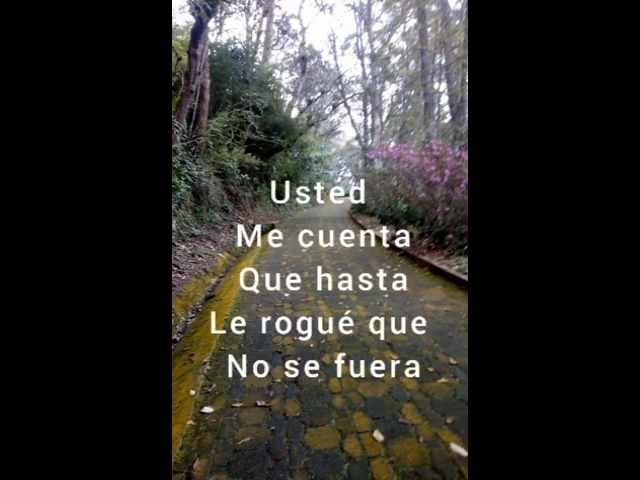 Usted
Me cuenta
Que hasta
Le rogué que
No se fuera